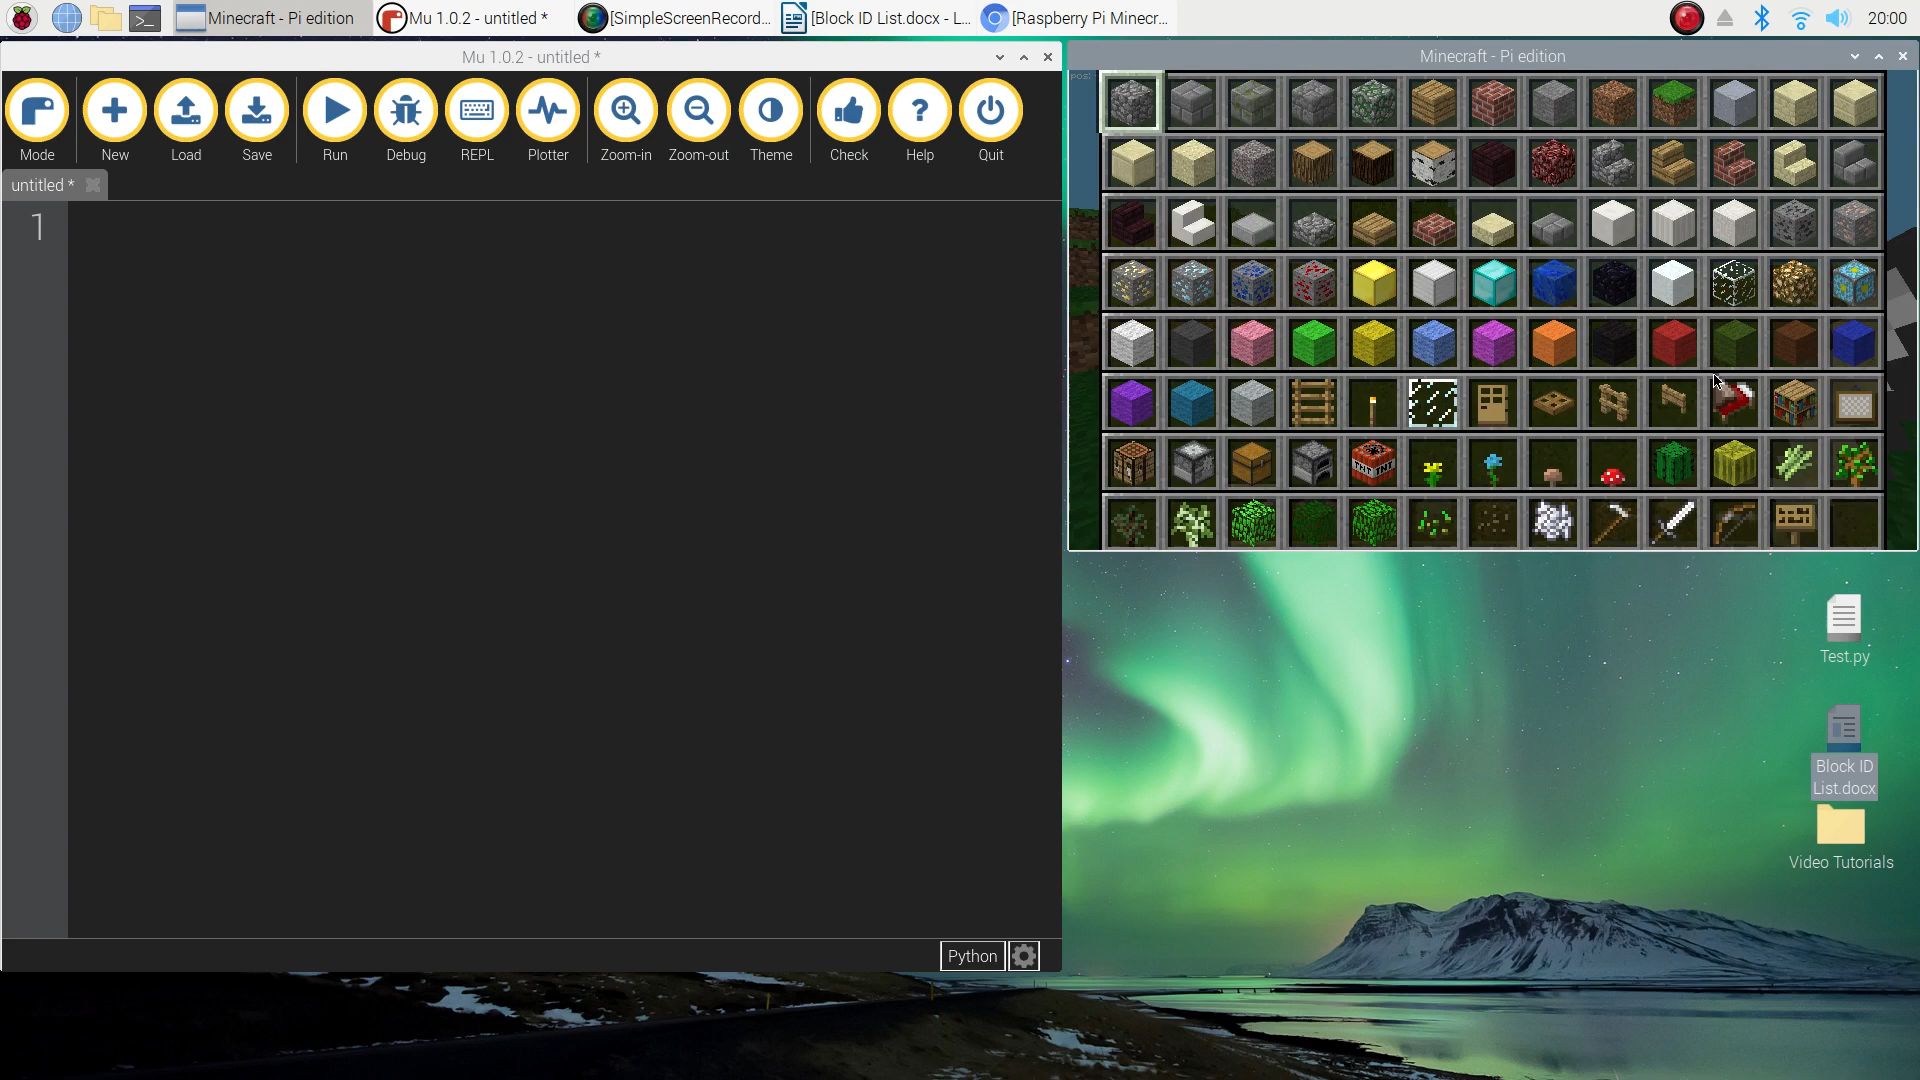 Minecraft - Pi edition
Mu 1.0.2 - untitled *
[SimpleScreenRecord...
[Block ID List.docx - L...
[Raspberry Pi Minecr...
20:00
Mu 1.0.2 - untitled *
Minecraft - Pi edition
pos:
Mode
New
Load
Save
Run
Debug
REPL
Plotter
Zoom-in
Zoom-out
Theme
Check
Help
Quit
untitled *
1
TNT TNT
Python
Test.py
Block ID
List.docx
Video Tutorials